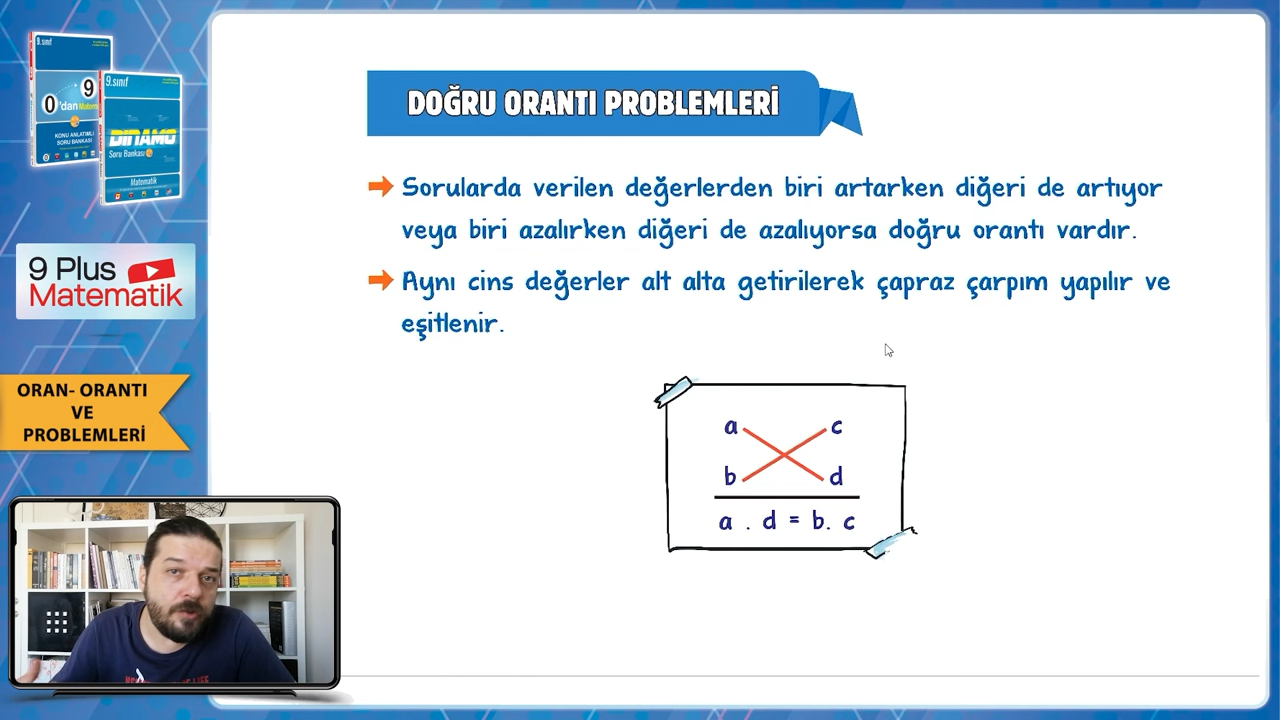 9.sınıf
0'dan 9
KONU ANLATIMLI
SORU BANKASI
9.sınıf
DİNAMO
Soru Bankası
Matematik
9 Plus
Matematik
ORAN- ORANTI
VE
PROBLEMLERİ
DOĞRU ORANTI PROBLEMLERİ
Sorularda verilen değerlerden biri artarken diğeri de artıyor
veya biri azalırken diğeri de azalıyorsa doğru orantı vardır.
Aynı cins değerler alt alta getirilerek çapraz çarpım yapılır ve
eşitlenir.
a c
b d
a . d = b. c